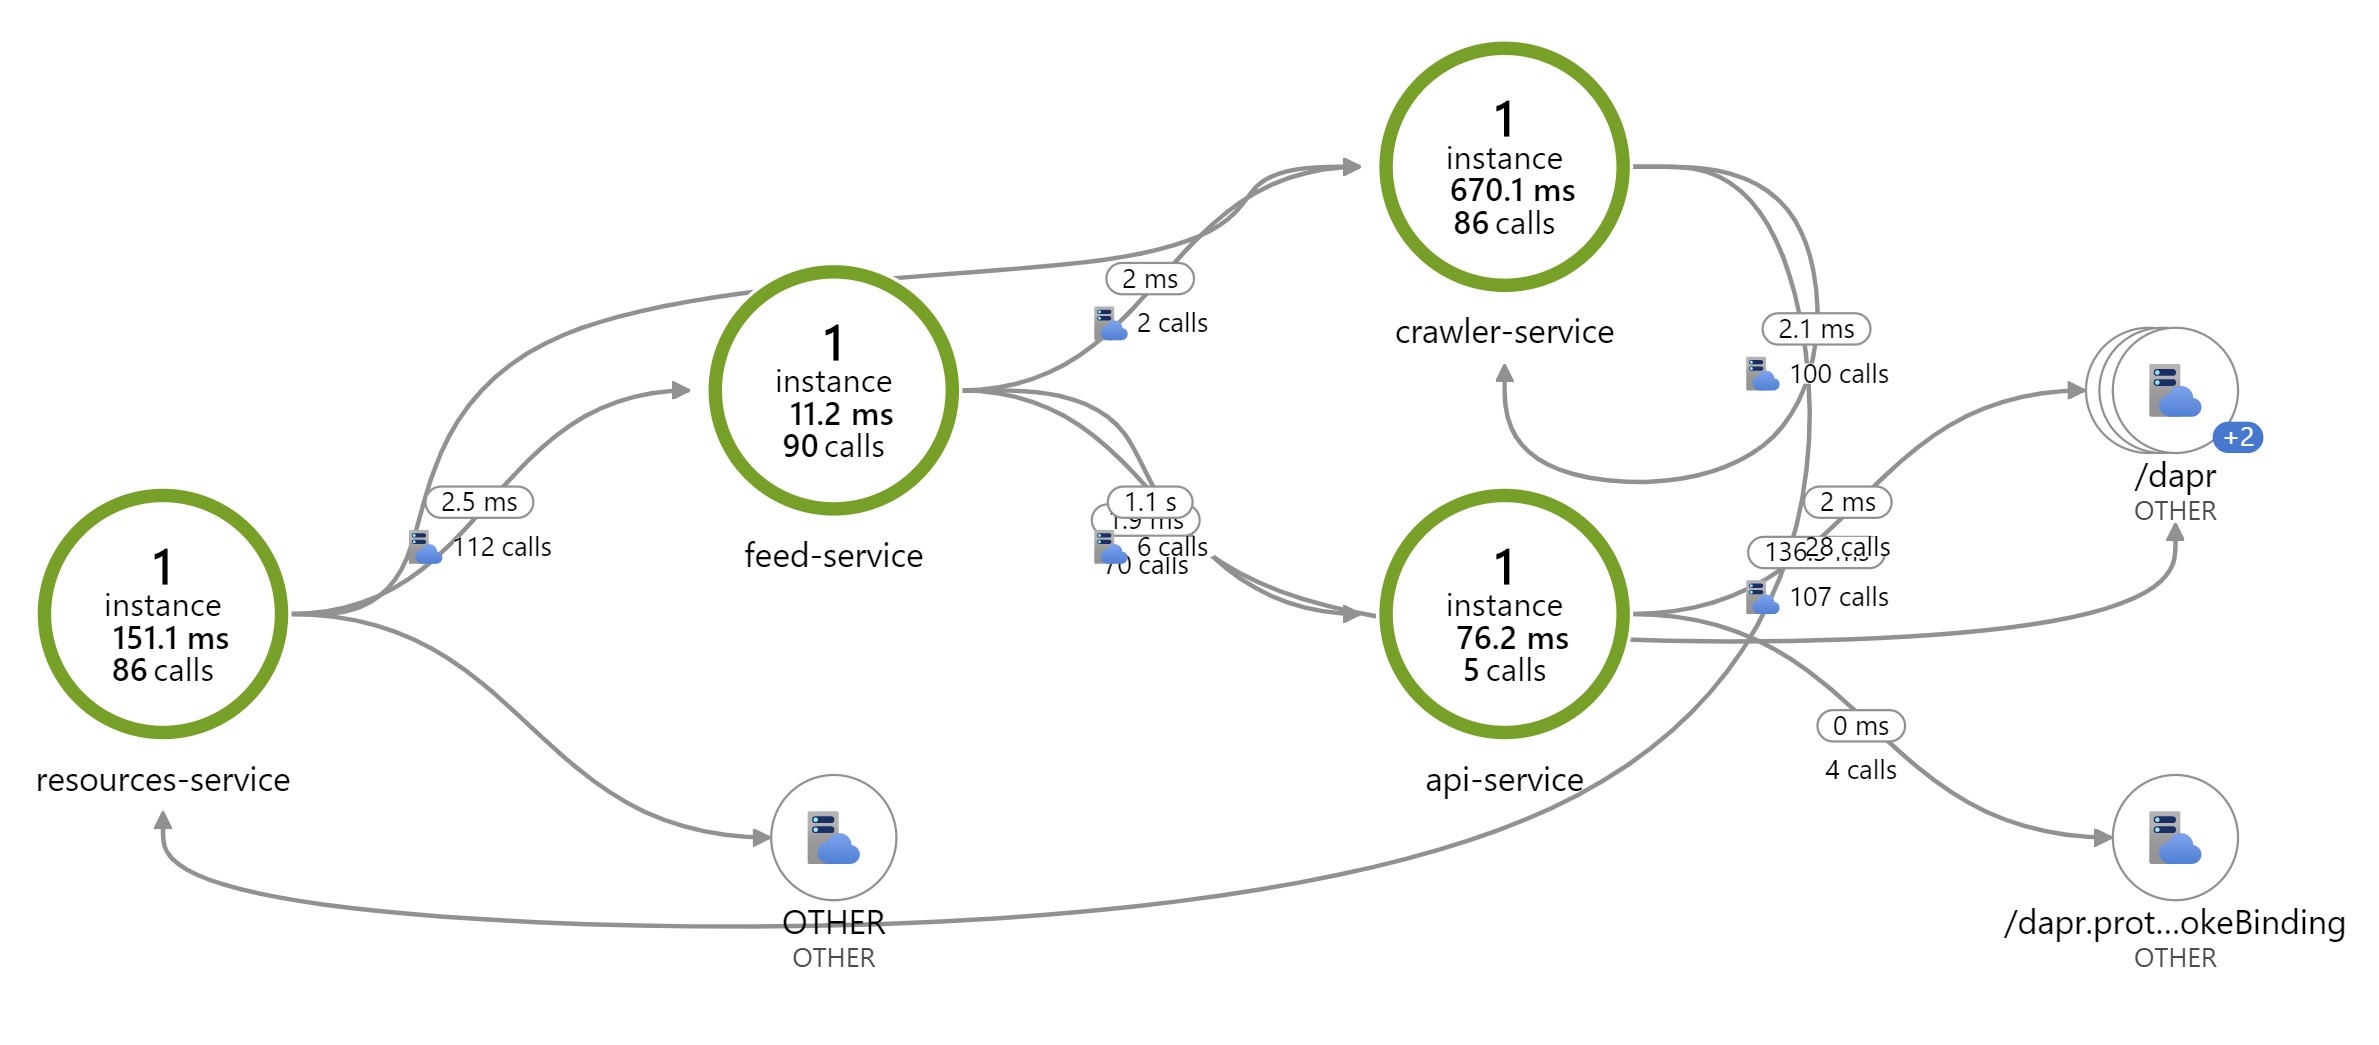 1
instance
670.1 ms
86 calls
crawler-service
2 ms
2 calls
2.1 ms
100 calls
1
instance
11.2 ms
90 calls
feed-service
+2
/dapr
OTHER
2.5 ms
112 calls
1.1 s
1.9 ms
6 calls
70 calls
2 ms
28 calls
107 calls
1
instance
151.1 ms
86 calls
resources-service
1
instance
76.2 ms
5 calls
api-service
0 ms
4 calls
OTHER
OTHER
/dapr.prot...okeBinding
OTHER